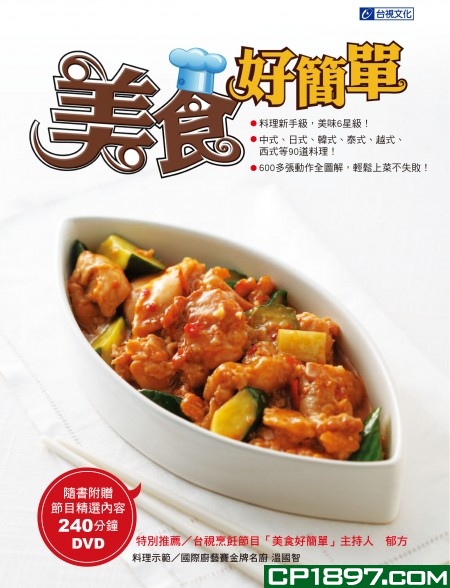 台視文化
美食好簡單
●料理新手級，美味6星級！
●中式、日式、韓式、泰式、越式、
西式等90道料理！
●600多張動作全圖解，輕鬆上菜不失敗！
隨書附贈
節目精選內容
240分鐘
DVD
特別推薦／台視烹飪節目「美食好簡單」主持人 郁方
料理示範／國際廚藝賽金牌名廚 溫國智
CP1897.com